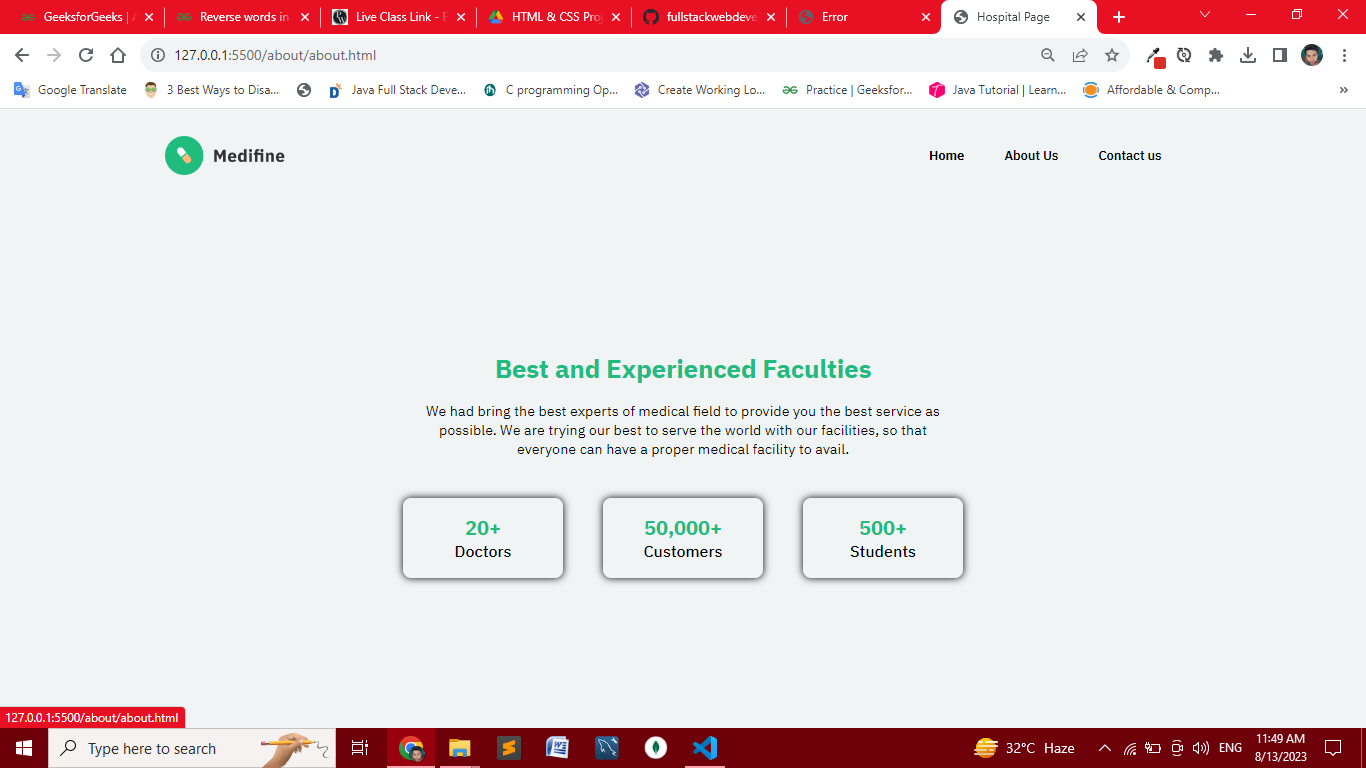 GeeksforGeeks | A
Reverse words in
Live Class Link - F
HTML & CSS Proj
fullstackwebdeve
Error
Hospital Page
127.0.0.1:5500/about/about.html
Google Translate
3 Best Ways to Disa...
Java Full Stack Deve...
C programming Op...
Create Working Lo...
Practice | Geeksfor...
Java Tutorial | Learn...
Affordable & Comp...
Medifine
Home
About Us
Contact us
Best and Experienced Faculties
We had bring the best experts of medical field to provide you the best service as
possible. We are trying our best to serve the world with our facilities, so that
everyone can have a proper medical facility to avail.
20+
Doctors
50,000+
Customers
500+
Students
127.0.0.1:5500/about/about.html
Type here to search
32°C Haze
ENG
11:49 AM
8/13/2023